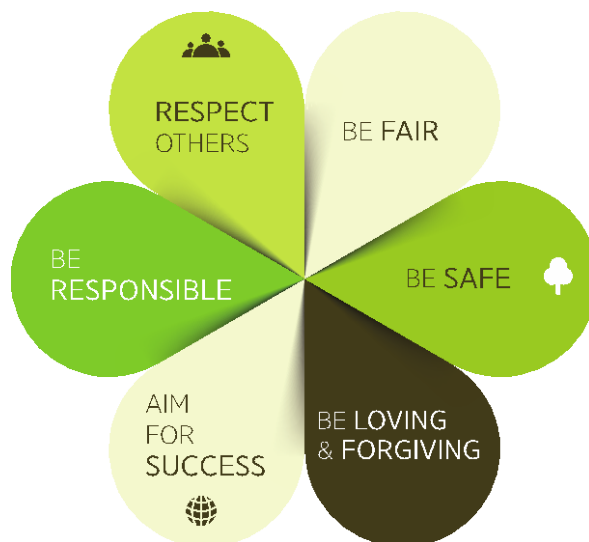 RESPECT
OTHERS
BE FAIR
BE SAFE
BE LOVING
& FORGIVING
AIM
FOR
SUCCESS
BE
RESPONSIBLE